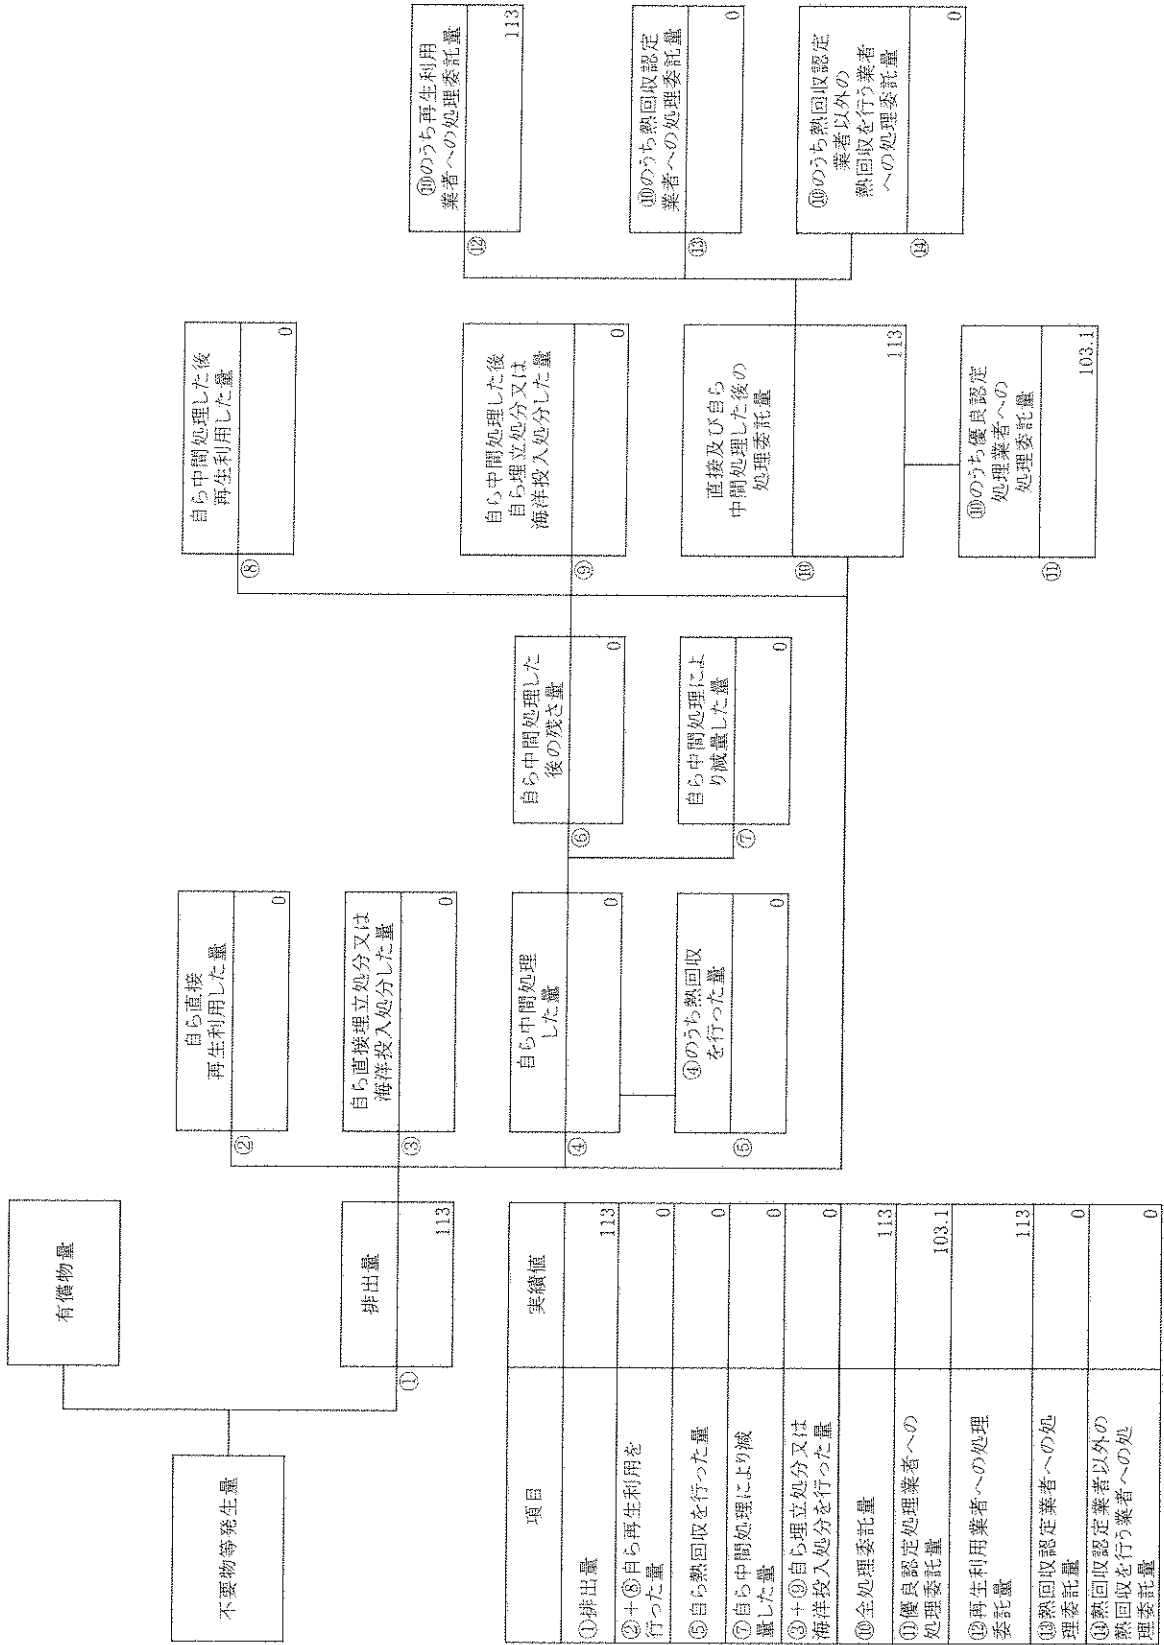 不要物等発生量
有償物量
①
排出量
113
②
自ら直接
再生利用した量
0
③
自ら直接埋立処分又は
海洋投入処分した量
0
④
自ら中間処理
した量
0
⑤
④のうち熱回収
を行った量
0
⑥
自ら中間処理した
後の残さ量
0
⑦
自ら中間処理によ
り減量した量
0
⑧
自ら中間処理した後
再生利用した量
0
⑨
自ら中間処理した後
自ら埋立処分又は
海洋投入処分した量
0
⑩
直接及び自ら
中間処理した後の
処理委託量
113
⑪
⑩のうち優良認定
処理業者への
処理委託量
103.1
⑫
⑩のうち再生利用
業者への処理委託量
113
⑬
⑩のうち熱回収認定
業者への処理委託量
0
⑭
⑩のうち熱回収認定
業者以外の
熱回収を行う業者
への処理委託量
0
項目 実績値
①排出量 113
②+⑧自ら再生利用を
行った量 0
⑤自ら熱回収を行った量 0
⑦自ら中間処理により減
量した量 0
③+⑨自ら埋立処分又は
海洋投入処分を行った量 0
⑩全処理委託量 113
⑪優良認定処理業者への
処理委託量 103.1
⑫再生利用業者への処理
委託量 113
⑬熱回収認定業者への処
理委託量 0
⑭熱回収認定業者以外の
熱回収を行う業者への処
理委託量 0